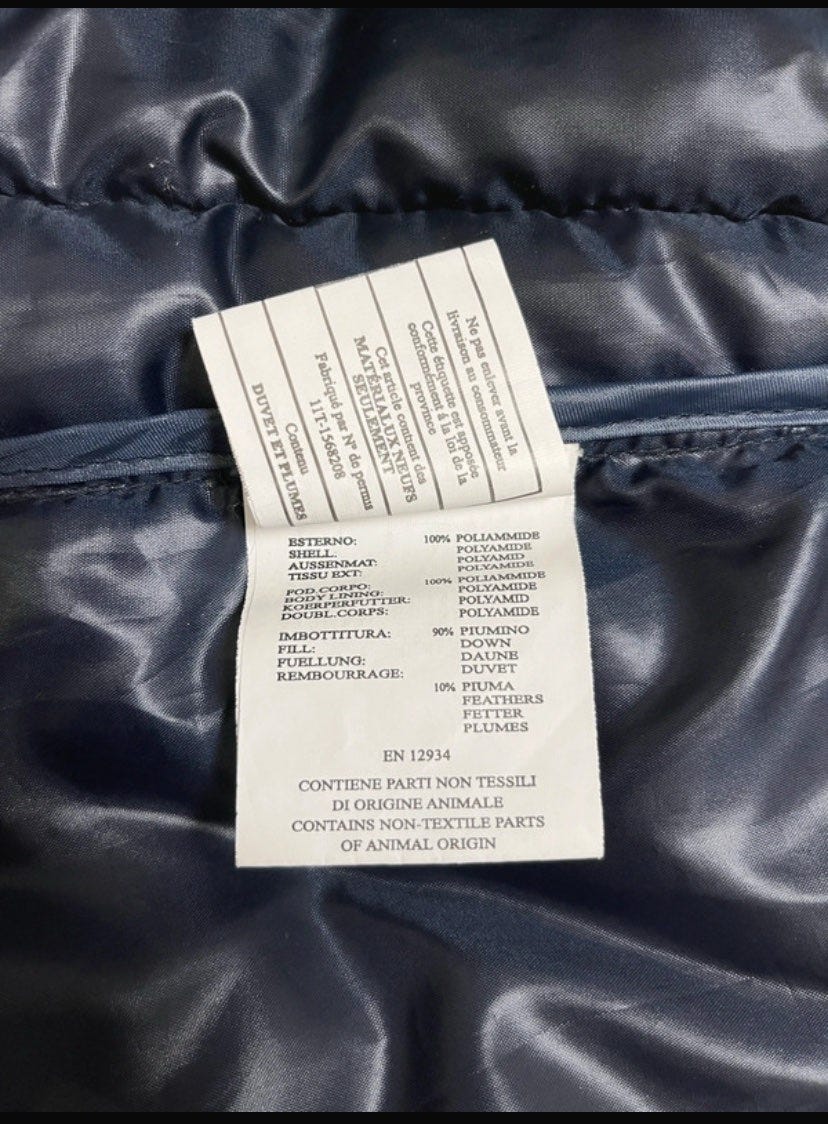 Ne pas enlever avant la
livraison au consommateur
Cette étiquette est apposée
conformément à la loi de la
province
Cet article contient des
MATÉRIALUX NEUFS
SEULEMENT
Fabriqué par N° de permis
11T-1568208
Contenu
DUVET ET PLUMES
ESTERNO: 100% POLIAMMIDE
SHELL. POLYAMIDE
AUSSENMAT: POLYAMID
TISSU EXT: POLYAMIDE
FOD.CORPO: 100% POLIAMMIDE
BODY LINING: POLYAMIDE
KOERPERFUTTER: POLYAMID
DOUBL.CORPS: POLYAMIDE
IMBOTTITURA: 90% PIUMINO
FILL: DOWN
FUELLUNG: DAUNE
REMBOURRAGE: DUVET
10% PIUMA
FEATHERS
FETTER
PLUMES
EN 12934
CONTIENE PARTI NON TESSILI
DI ORIGINE ANIMALE
CONTAINS NON-TEXTILE PARTS
OF ANIMAL ORIGIN